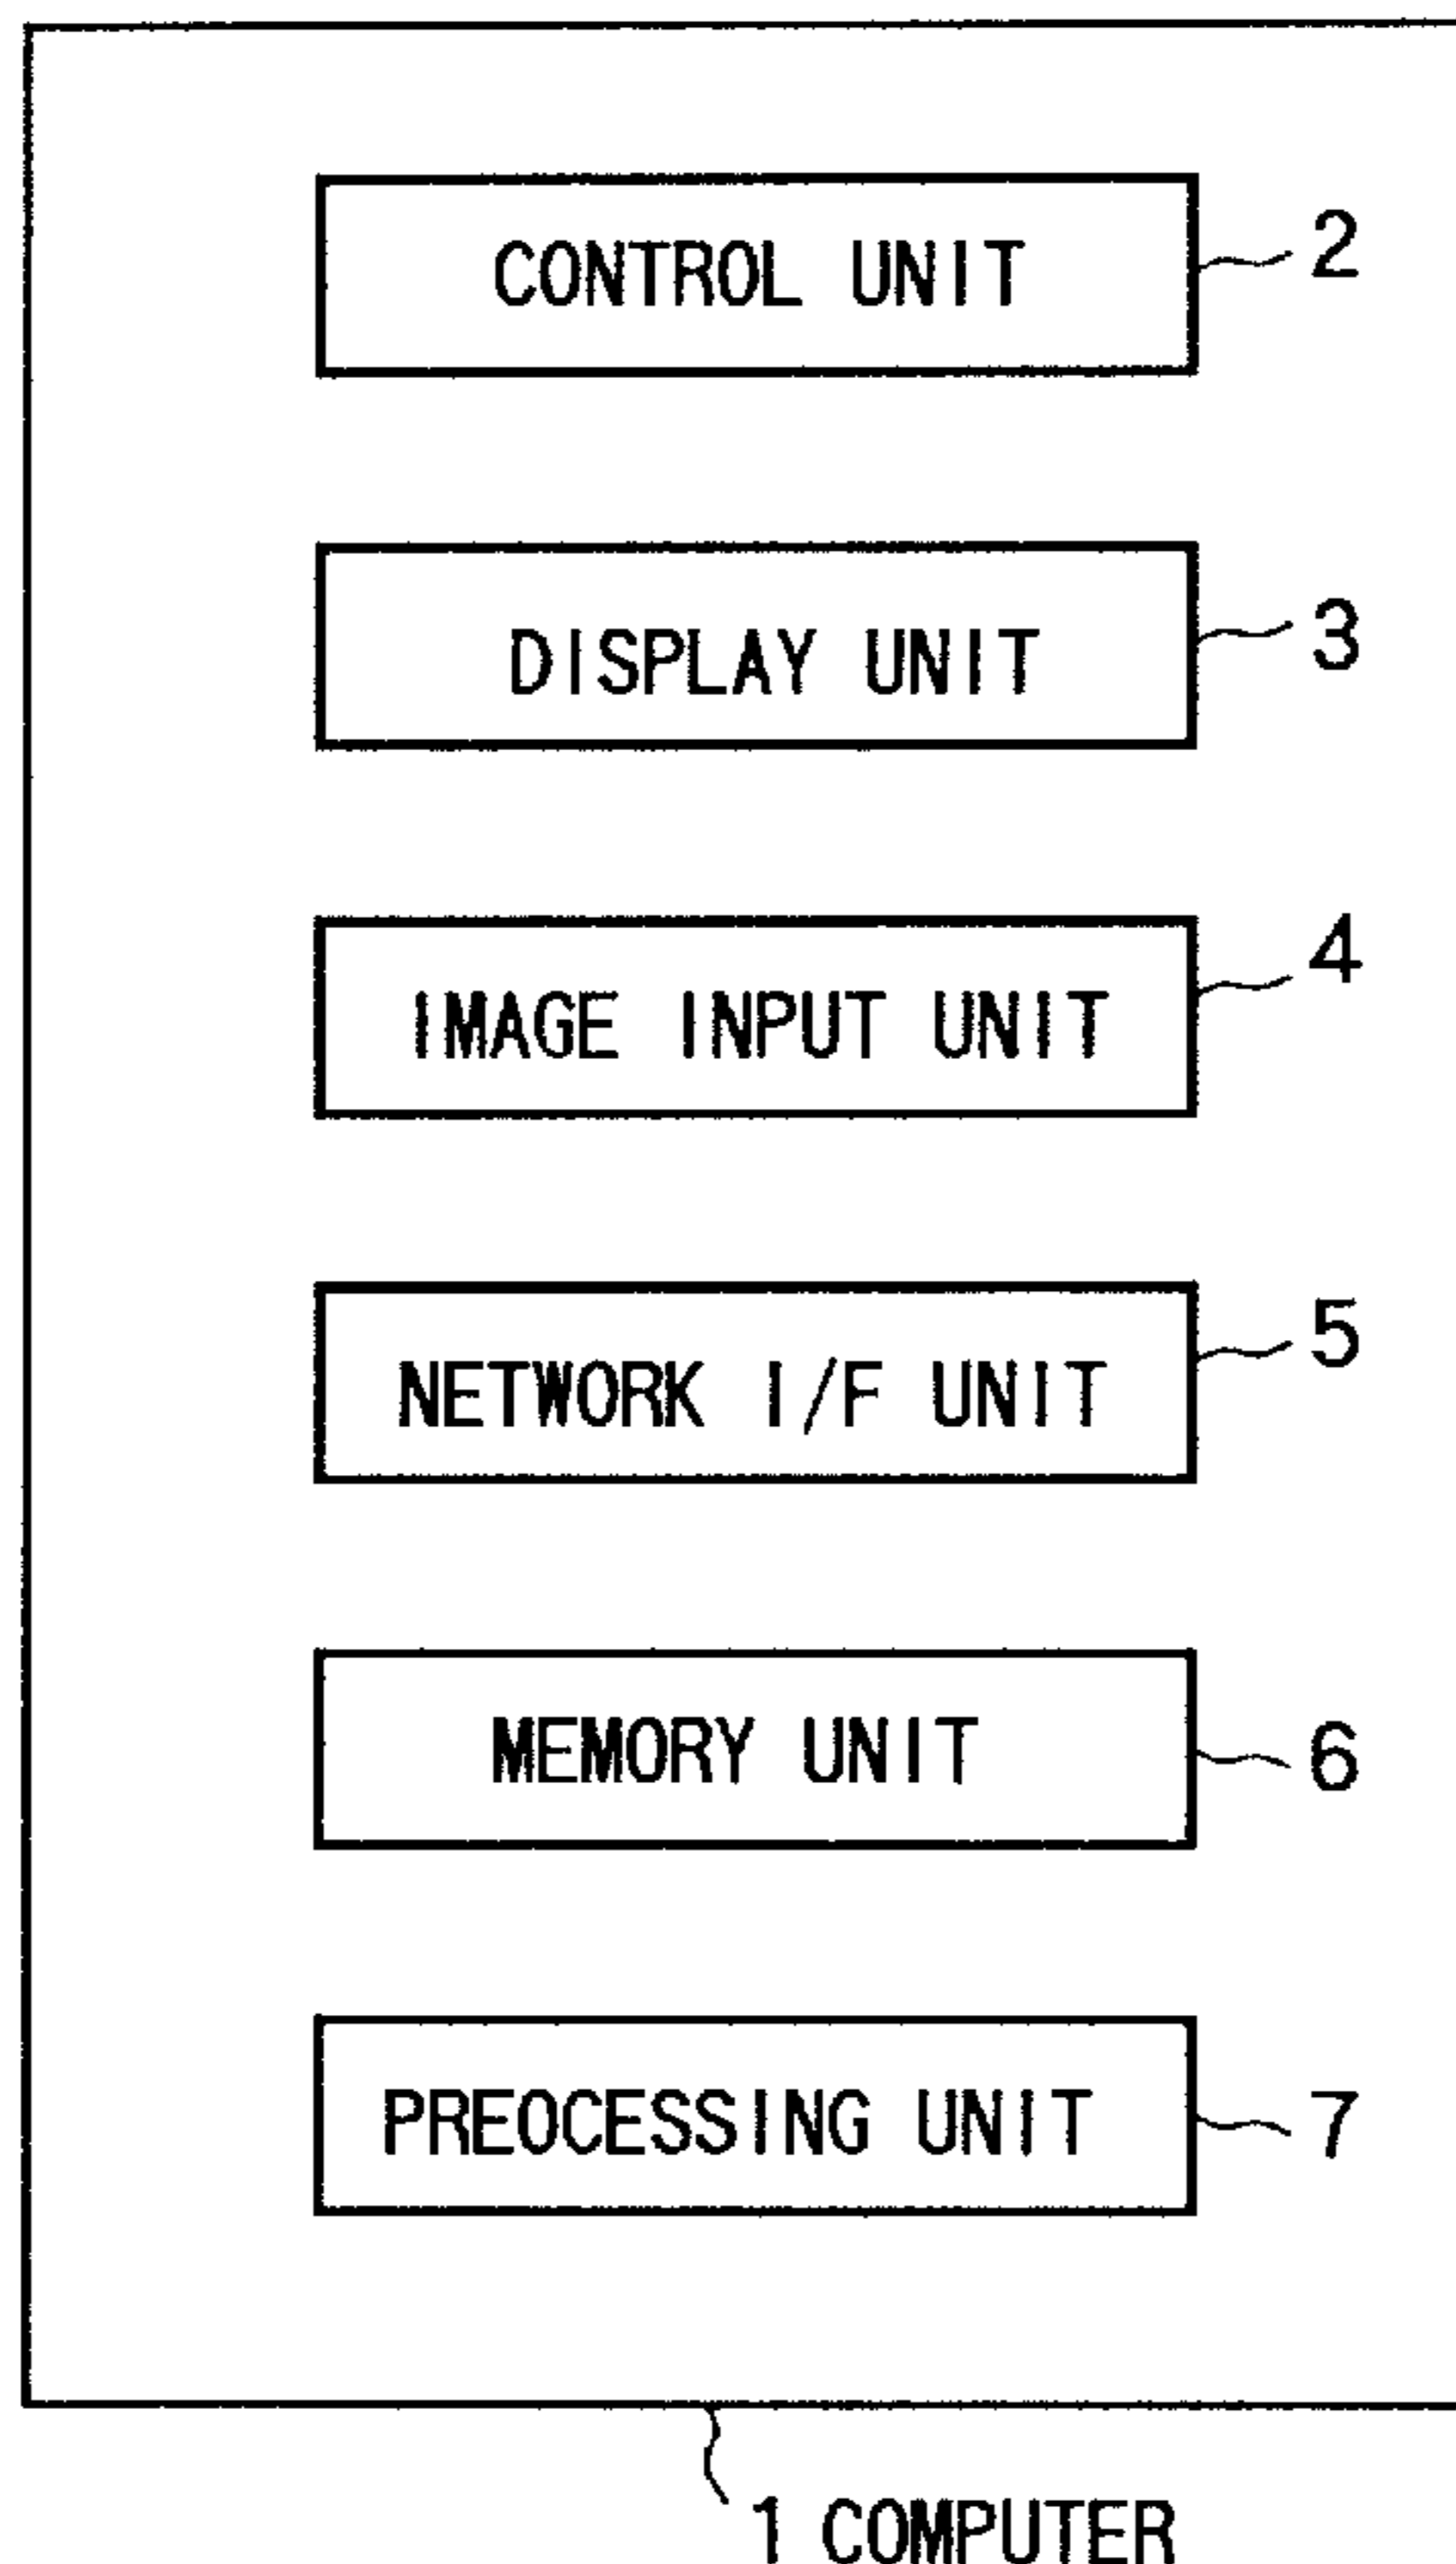 CONTROL UNIT 2
DISPLAY UNIT 3
IMAGE INPUT UNIT 4
NETWORK I/F UNIT 5
MEMORY UNIT 6
PREOCESSING UNIT 7
1 COMPUTER